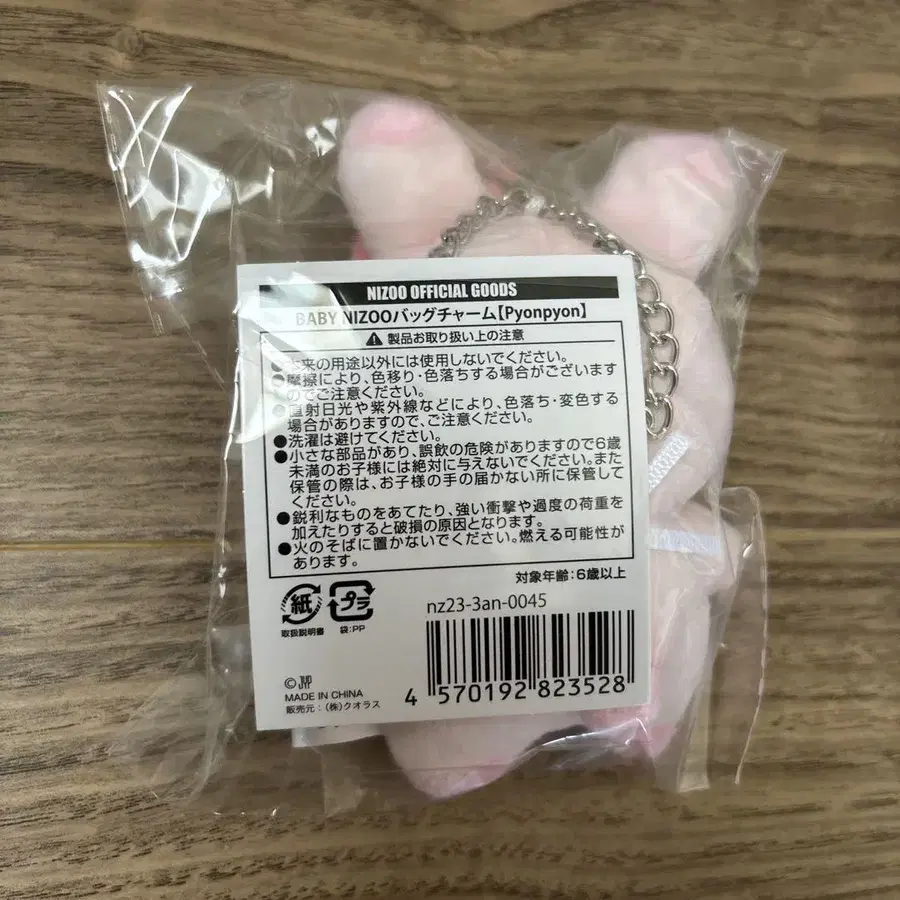 NIZOO OFFICIAL GOODS
BABY NIZOOバッグチャーム【Pyonpyon】
製品お取り扱い上の注意
●本来の用途以外には使用しないでください。
●摩擦により、色移り・色落ちする場合がございます
のでご注意ください。
●直射日光や紫外線などにより、色落ち・変色する
場合がありますので、ご注意ください。
●洗濯は避けてください。
●小さな部品があり、誤飲の危険がありますので6歳
未満のお子様には絶対に与えないでください。また
保管の際は、お子様の手の届かない所に保管して
ください。
●鋭利なものをあてたり、強い衝撃や過度の荷重を
加えたりすると破損の原因となります。
●火のそばに置かないでください。燃える可能性が
あります。
対象年齢:6歳以上
紙 プラ
取扱説明書 袋:PP
nz23-3an-0045
© JYP
MADE IN CHINA
販売元:(株)クオラス
4 570192 823528